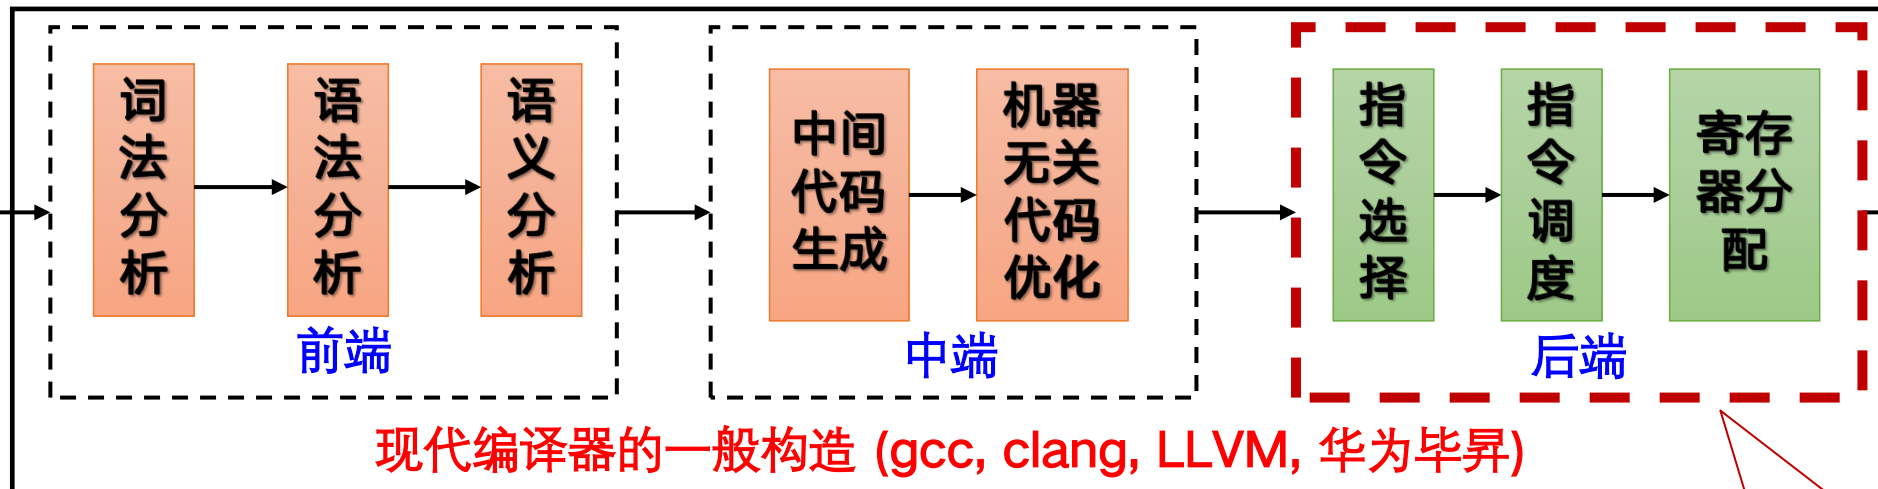 词
法
分
析
语
法
分
析
语
义
分
析
前端
中间
代码
生成
机器
无关
代码
优化
中端
指
令
选
择
指
令
调
度
寄存
器分
配
后端
现代编译器的一般构造 (gcc, clang, LLVM, 华为毕昇)